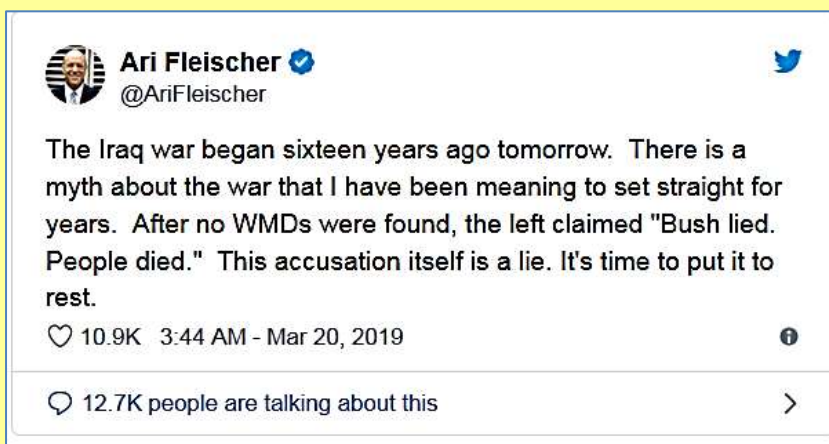 Ari Fleischer
@AriFleischer
The Iraq war began sixteen years ago tomorrow.  There is a
myth about the war that I have been meaning to set straight for
years.  After no WMDs were found, the left claimed "Bush lied.
People died."  This accusation itself is a lie. It's time to put it to
rest.
10.9K   3:44 AM - Mar 20, 2019
12.7K people are talking about this